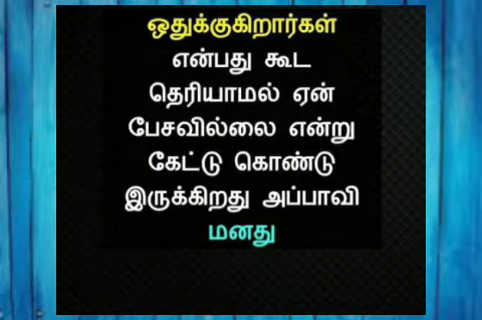 ஒதுக்குகிறார்கள்
என்பது கூட
தெரியாமல் ஏன்
பேசவில்லை என்று
கேட்டு கொண்டு
இருக்கிறது அப்பாவி
மனது